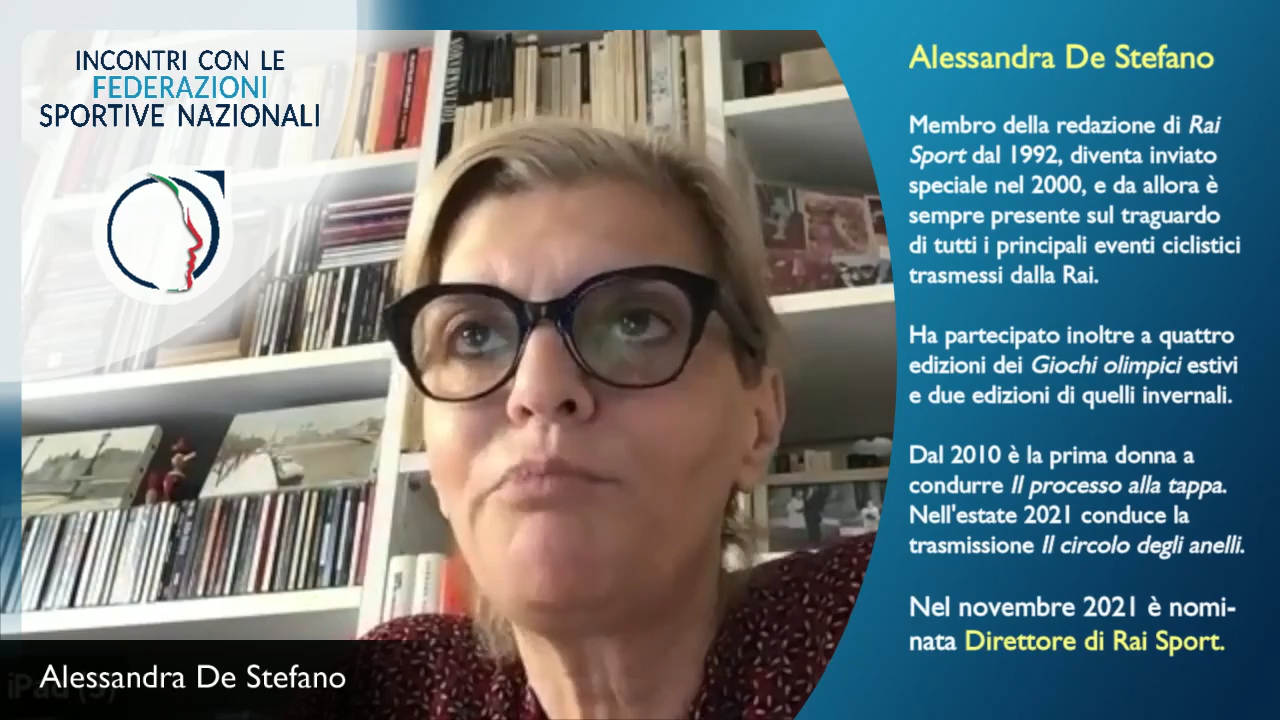 INCONTRI CON LE
FEDERAZIONI
SPORTIVE NAZIONALI
TOUTANKHAMON
Alessandra De Stefano
Alessandra De Stefano
Membro della redazione di Rai
Sport dal 1992, diventa inviato
speciale nel 2000, e da allora è
sempre presente sul traguardo
di tutti i principali eventi ciclistici
trasmessi dalla Rai.
Ha partecipato inoltre a quattro
edizioni dei Giochi olimpici estivi
e due edizioni di quelli invernali.
Dal 2010 è la prima donna a
condurre Il processo alla tappa.
Nell'estate 2021 conduce la
trasmissione Il circolo degli anelli.
Nel novembre 2021 è nomi-
nata Direttore di Rai Sport.